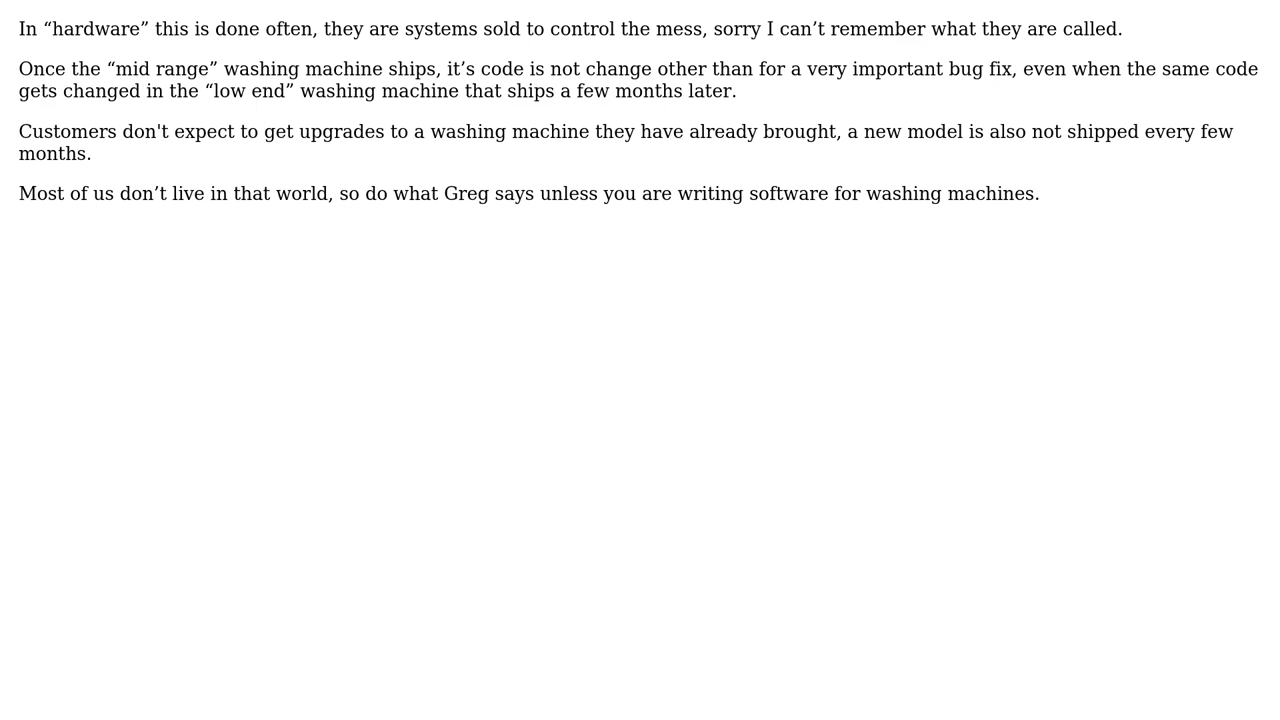 In “hardware” this is done often, they are systems sold to control the mess, sorry I can’t remember what they are called.
Once the “mid range” washing machine ships, it’s code is not change other than for a very important bug fix, even when the same code
gets changed in the “low end” washing machine that ships a few months later.
Customers don't expect to get upgrades to a washing machine they have already brought, a new model is also not shipped every few
months.
Most of us don’t live in that world, so do what Greg says unless you are writing software for washing machines.